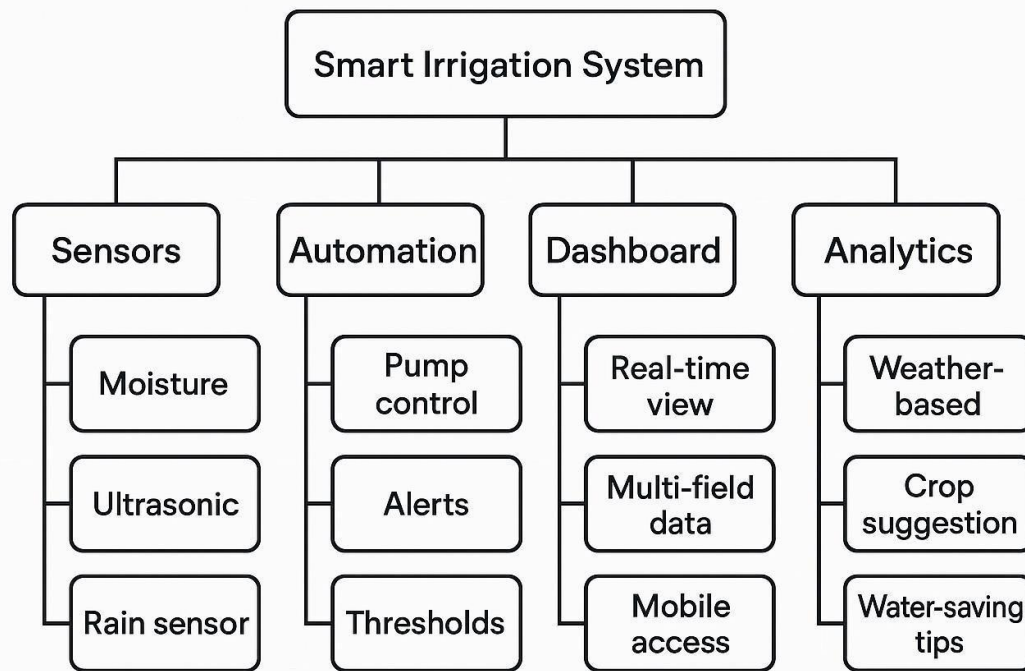 Smart Irrigation System
Sensors
Automation
Dashboard
Analytics
Moisture
Ultrasonic
Rain sensor
Pump
control
Alerts
Thresholds
Real-time
view
Multi-field
data
Mobile
access
Weather-
based
Crop
suggestion
Water-saving
tips